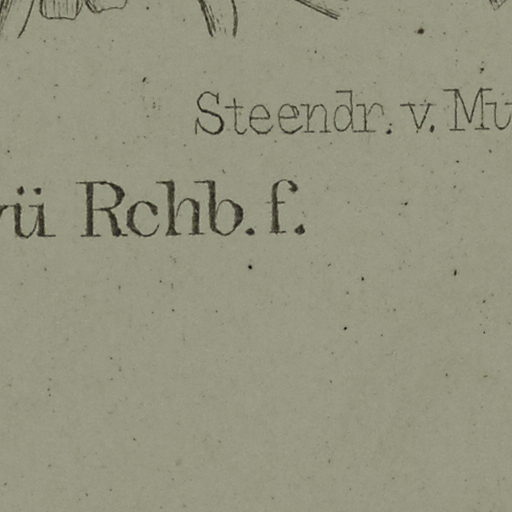 Steendr. v. Mu
ü Rchb. f.